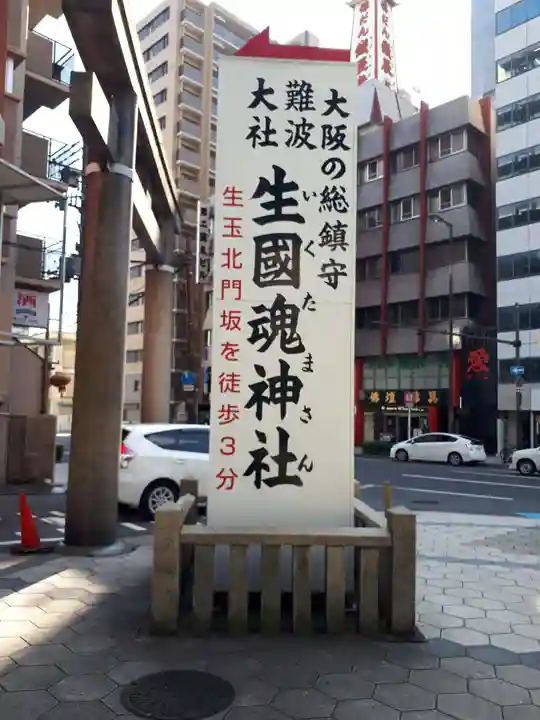 大阪の総鎮守
難波
大社
生國魂神社
いくたまさん
生玉北門坂を徒歩3分
酒